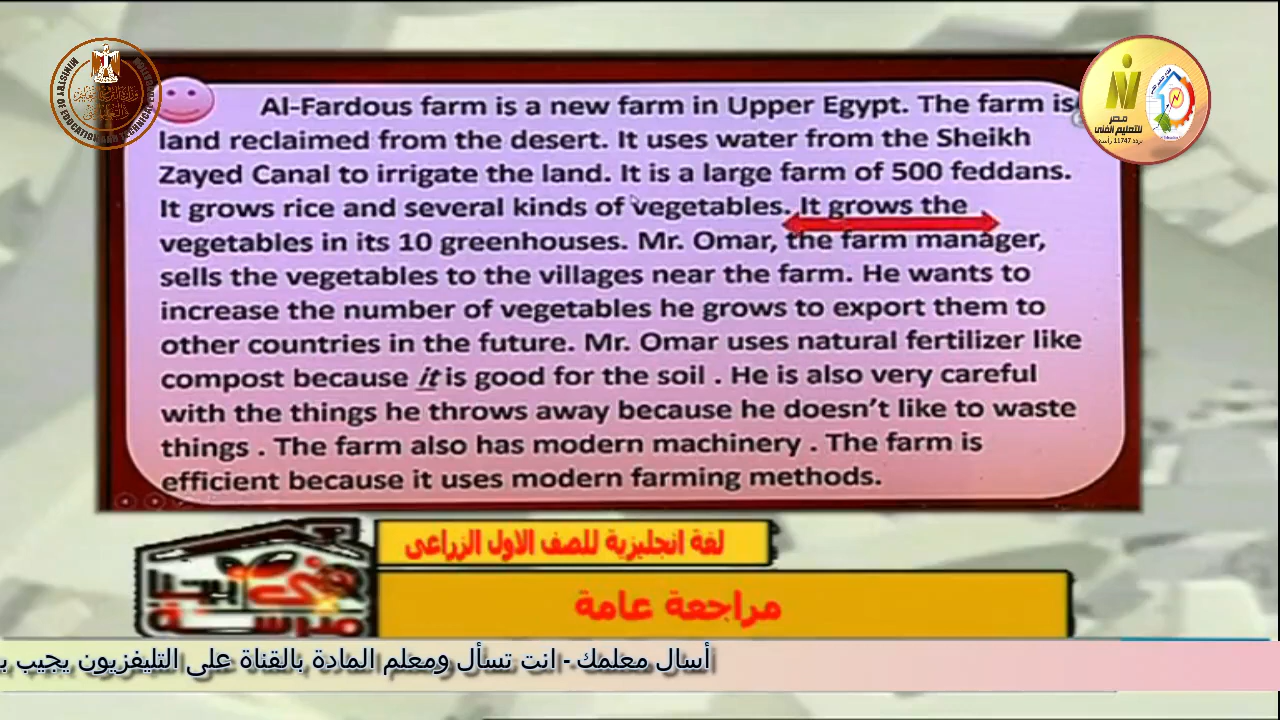 Al-Fardous farm is a new farm in Upper Egypt. The farm is
land reclaimed from the desert. It uses water from the Sheikh
Zayed Canal to irrigate the land. It is a large farm of 500 feddans.
It grows rice and several kinds of vegetables. It grows the
vegetables in its 10 greenhouses. Mr. Omar, the farm manager,
sells the vegetables to the villages near the farm. He wants to
increase the number of vegetables he grows to export them to
other countries in the future. Mr. Omar uses natural fertilizer like
compost because it is good for the soil . He is also very careful
with the things he throws away because he doesn't like to waste
things . The farm also has modern machinery . The farm is
efficient because it uses modern farming methods.
مصر
للتعليم الفنى
لغة انجليزية للصف الاول الزراعى
مراجعة عامة
أسال معلمك - انت تسأل ومعلم المادة بالقناة على التليفزيون يجيب